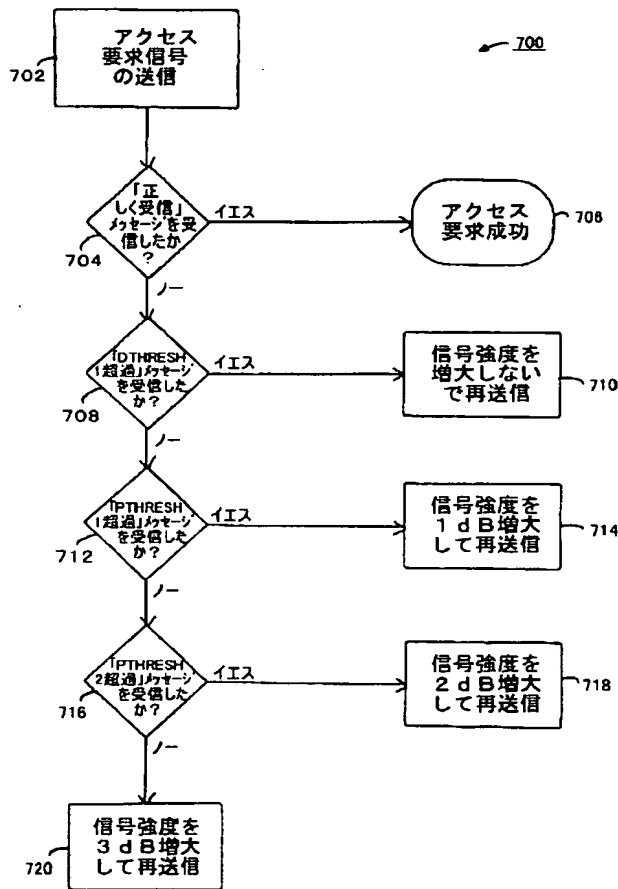 アクセス
要求信号
の送信
702
700
「正
しく受信」
メッセージを受
信したか
？
704
イエス
アクセス
要求成功
706
ノー
「DTHRESH
1超過」メッセージ
を受信した
か？
708
イエス
信号強度を
増大しない
で再送信
710
ノー
「PTHRESH
1超過」メッセージ
を受信した
か？
712
イエス
信号強度を
1dB増大
して再送信
714
ノー
「PTHRESH
2超過」メッセージ
を受信した
か？
716
イエス
信号強度を
2dB増大
して再送信
718
ノー
信号強度を
3dB増大
して再送信
720